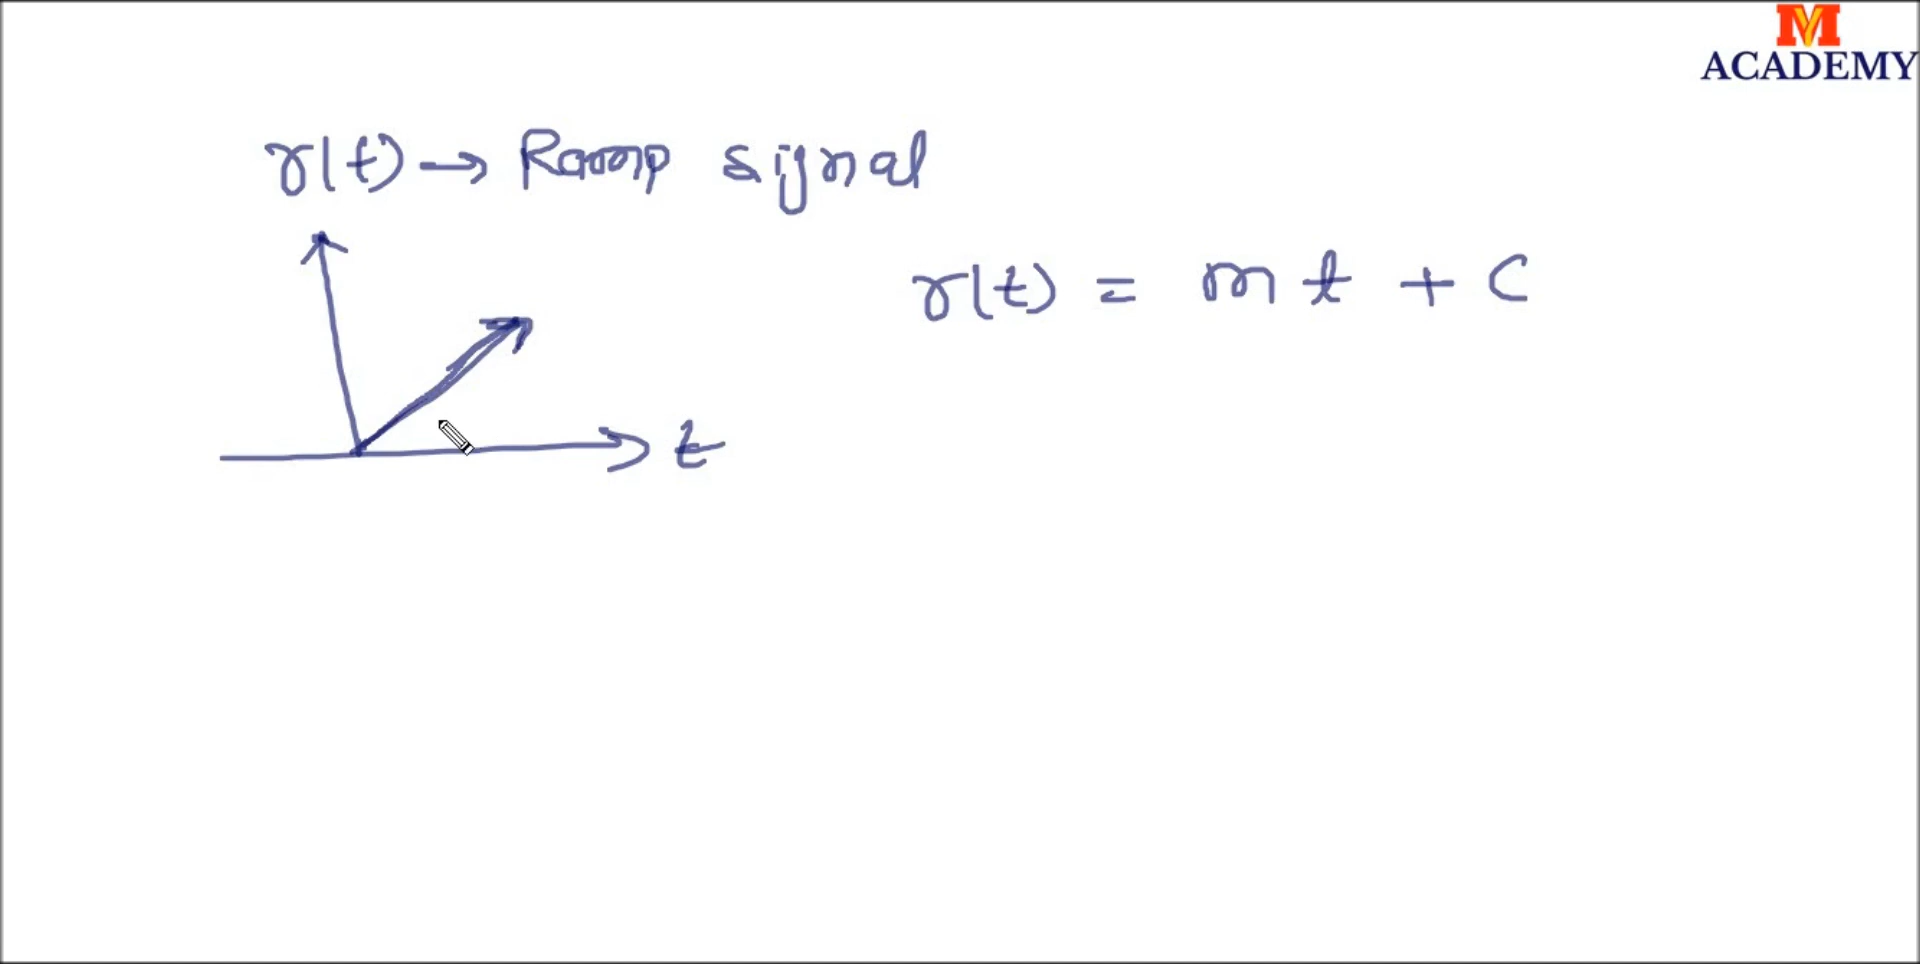 M
ACADEMY
r(t) → Ramp signal
r(t) = mt + C
t